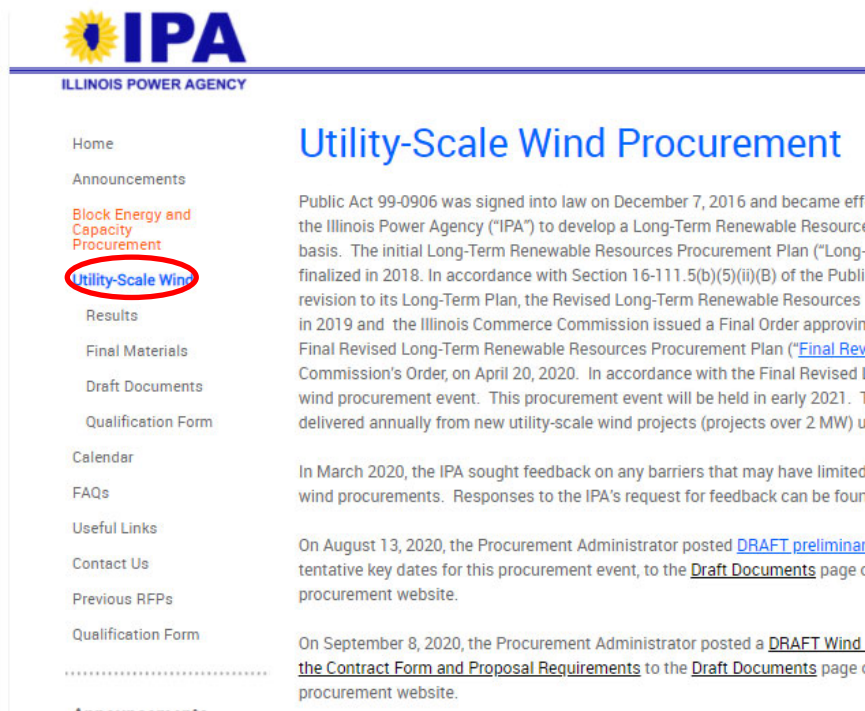 IPA
ILLINOIS POWER AGENCY
Home
Announcements
Block Energy and
Capacity
Procurement
Utility-Scale Wind
Results
Final Materials
Draft Documents
Qualification Form
Calendar
FAQs
Useful Links
Contact Us
Previous RFPs
Qualification Form
Utility-Scale Wind Procurement
Public Act 99-0906 was signed into law on December 7, 2016 and became eff
the Illinois Power Agency (“IPA”) to develop a Long-Term Renewable Resource
basis. The initial Long-Term Renewable Resources Procurement Plan (“Long-
finalized in 2018. In accordance with Section 16-111.5(b)(5)(ii)(B) of the Publi
revision to its Long-Term Plan, the Revised Long-Term Renewable Resources
in 2019 and the Illinois Commerce Commission issued a Final Order approvin
Final Revised Long-Term Renewable Resources Procurement Plan (“Final Rev
Commission's Order, on April 20, 2020. In accordance with the Final Revised L
wind procurement event. This procurement event will be held in early 2021. T
delivered annually from new utility-scale wind projects (projects over 2 MW) u
In March 2020, the IPA sought feedback on any barriers that may have limited
wind procurements. Responses to the IPA's request for feedback can be foun
On August 13, 2020, the Procurement Administrator posted DRAFT preliminar
tentative key dates for this procurement event, to the Draft Documents page o
procurement website.
On September 8, 2020, the Procurement Administrator posted a DRAFT Wind
the Contract Form and Proposal Requirements to the Draft Documents page o
procurement website.